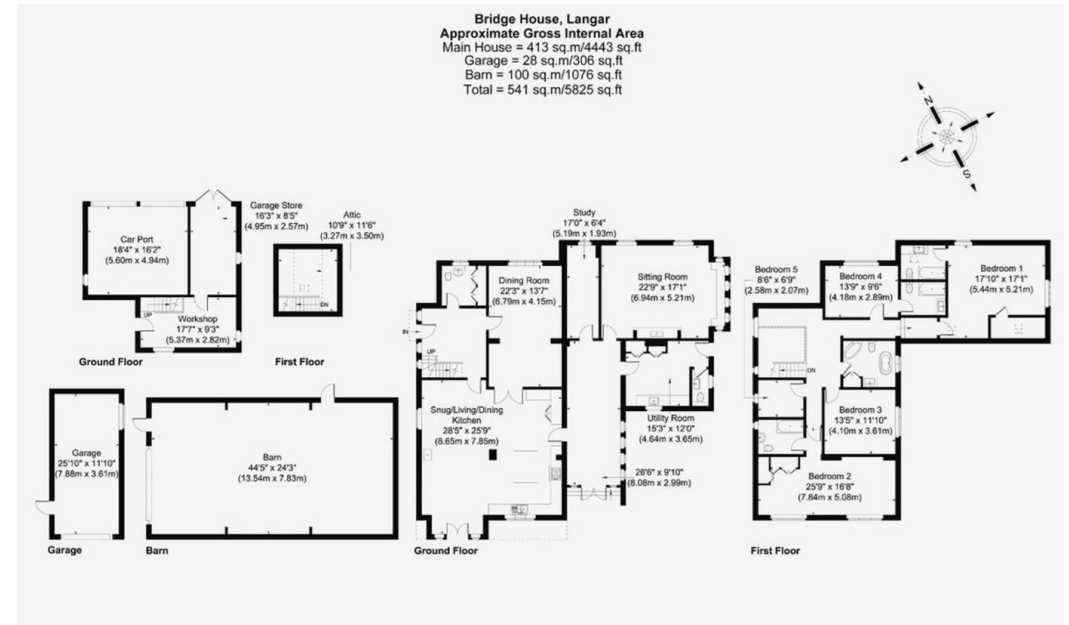 Bridge House, Langar
Approximate Gross Internal Area
Main House = 413 sq.m/4443 sq.ft
Garage = 28 sq.m/306 sq.ft
Barn = 100 sq.m/1076 sq.ft
Total = 541 sq.m/5825 sq.ft
N
S
Car Port
18'4" x 16'2"
(5.60m x 4.94m)
Garage Store
16'3" x 8'5"
(4.95m x 2.57m)
UP
Workshop
17'7" x 9'3"
(5.37m x 2.82m)
Ground Floor
Attic
10'9" x 11'6"
(3.27m x 3.50m)
DN
First Floor
Garage
25'10" x 11'10"
(7.88m x 3.61m)
Garage
Barn
44'5" x 24'3"
(13.54m x 7.83m)
Barn
Study
17'0" x 6'4"
(5.19m x 1.93m)
Dining Room
22'3" x 13'7"
(6.79m x 4.15m)
Sitting Room
22'9" x 17'1"
(6.94m x 5.21m)
IN
UP
Snug/Living/Dining
Kitchen
28'5" x 25'9"
(8.65m x 7.85m)
Utility Room
15'3" x 12'0"
(4.64m x 3.65m)
26'6" x 9'10"
(8.08m x 2.99m)
Ground Floor
Bedroom 5
8'6" x 6'9"
(2.58m x 2.07m)
Bedroom 4
13'9" x 9'6"
(4.18m x 2.89m)
Bedroom 1
17'10" x 17'1"
(5.44m x 5.21m)
DN
Bedroom 3
13'5" x 11'10"
(4.10m x 3.61m)
Bedroom 2
25'9" x 16'8"
(7.84m x 5.08m)
First Floor